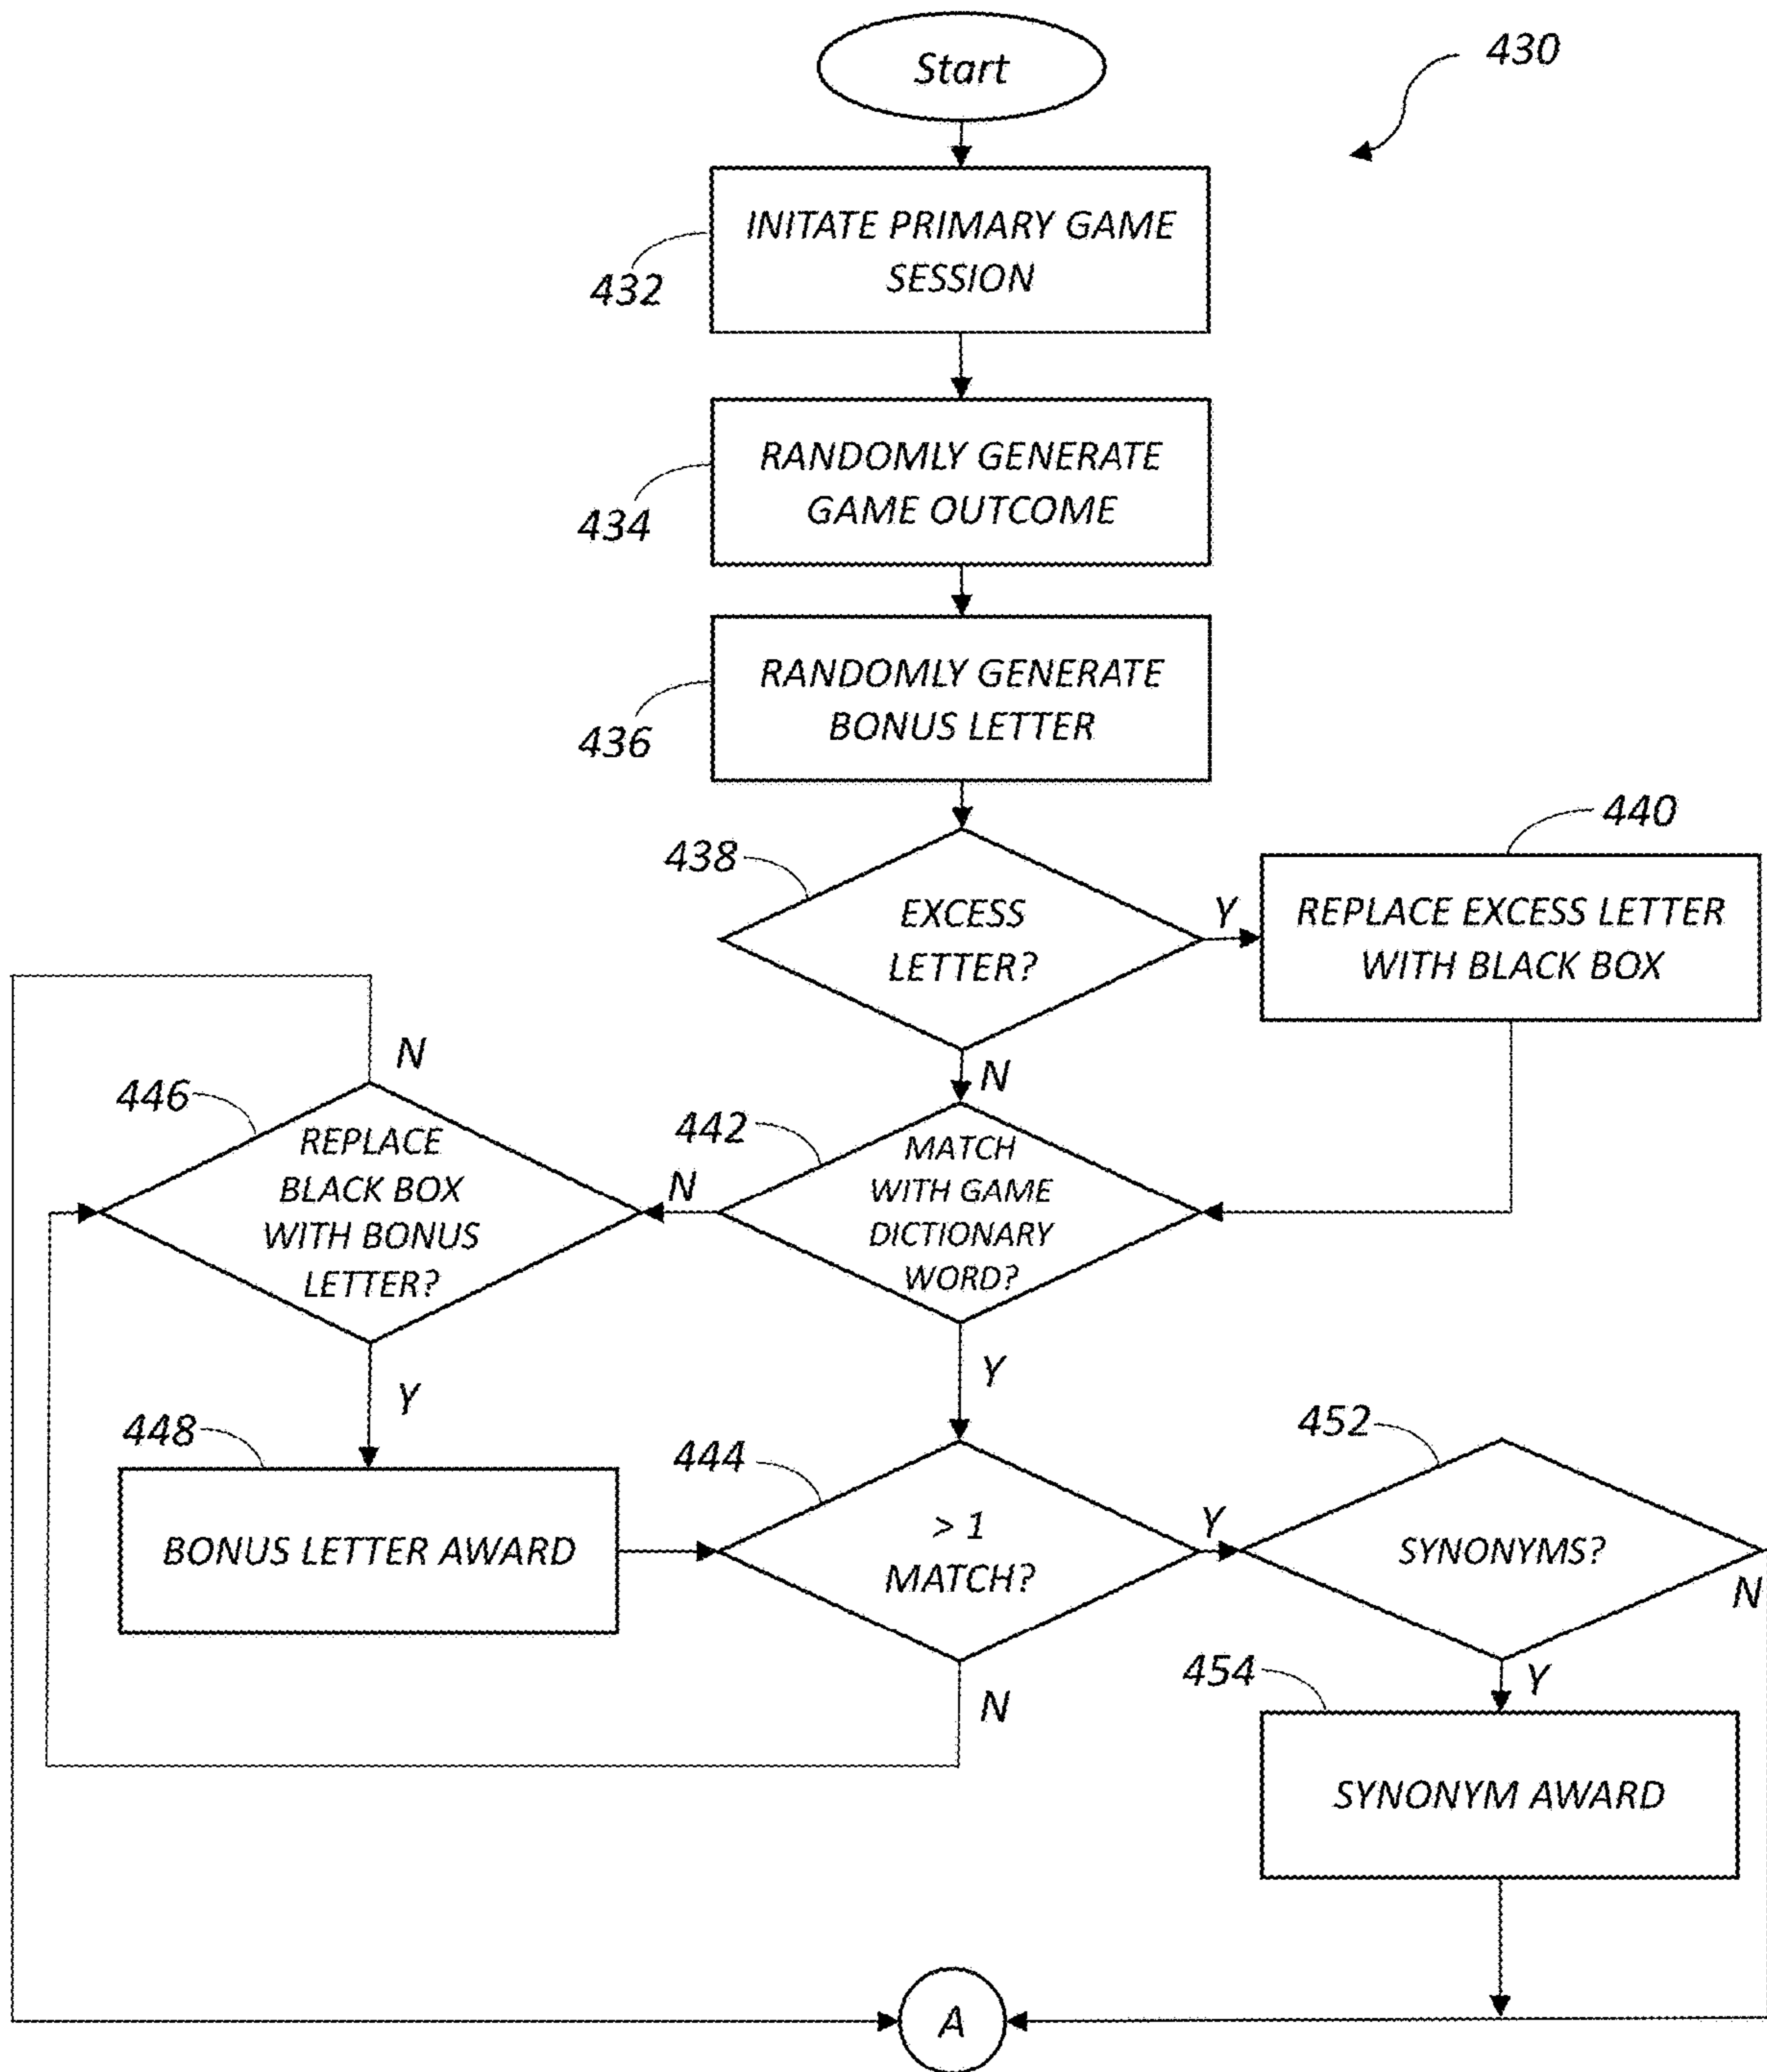 Start
430
INITATE PRIMARY GAME
SESSION
432
RANDOMLY GENERATE
GAME OUTCOME
434
RANDOMLY GENERATE
BONUS LETTER
436
440
438
EXCESS
LETTER?
Y
REPLACE EXCESS LETTER
WITH BLACK BOX
N
N
446
REPLACE
BLACK BOX
WITH BONUS
LETTER?
442
N
MATCH
WITH GAME
DICTIONARY
WORD?
Y
Y
448
BONUS LETTER AWARD
444
> 1
MATCH?
Y
452
SYNONYMS?
N
N
454
Y
SYNONYM AWARD
A